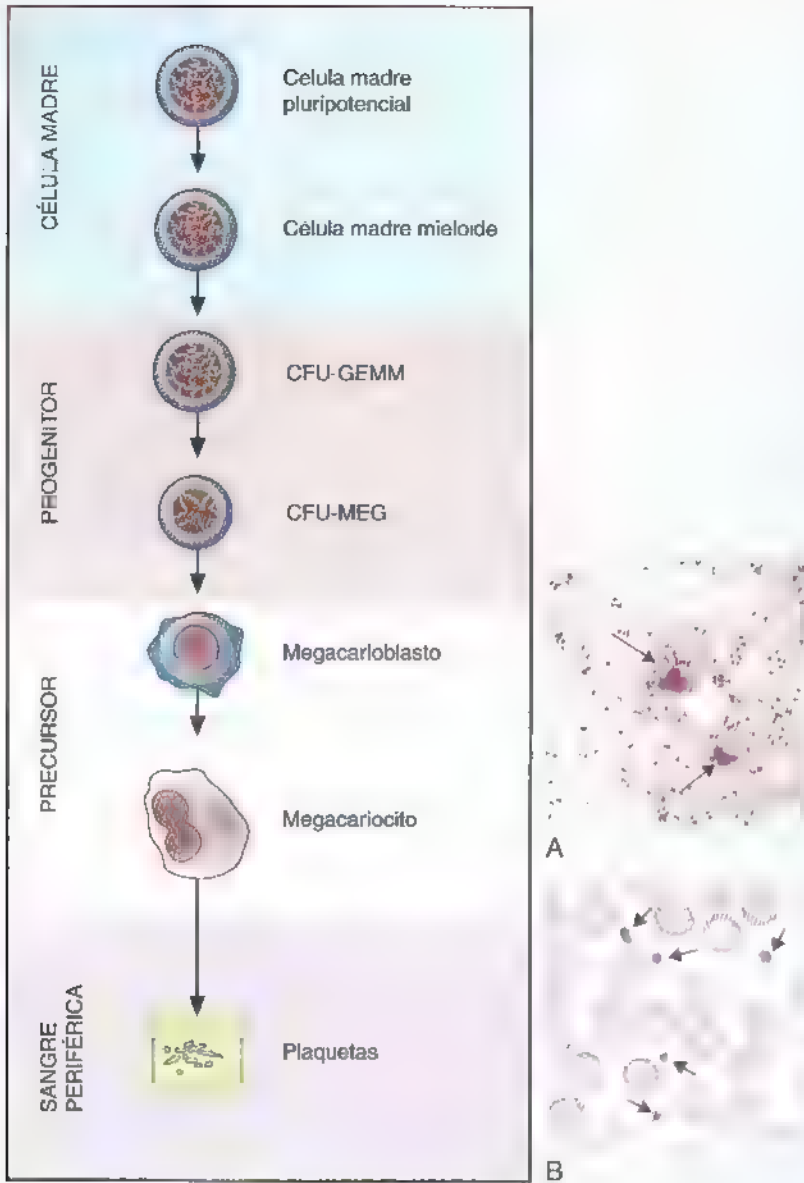 CÉLULA MADRE
Célula madre
pluripotencial
Célula madre mieloide
PROGENITOR
CFU-GEMM
CFU-MEG
PRECURSOR
Megacarioblasto
Megacariocito
A
SANGRE
PERIFÉRICA
Plaquetas
B